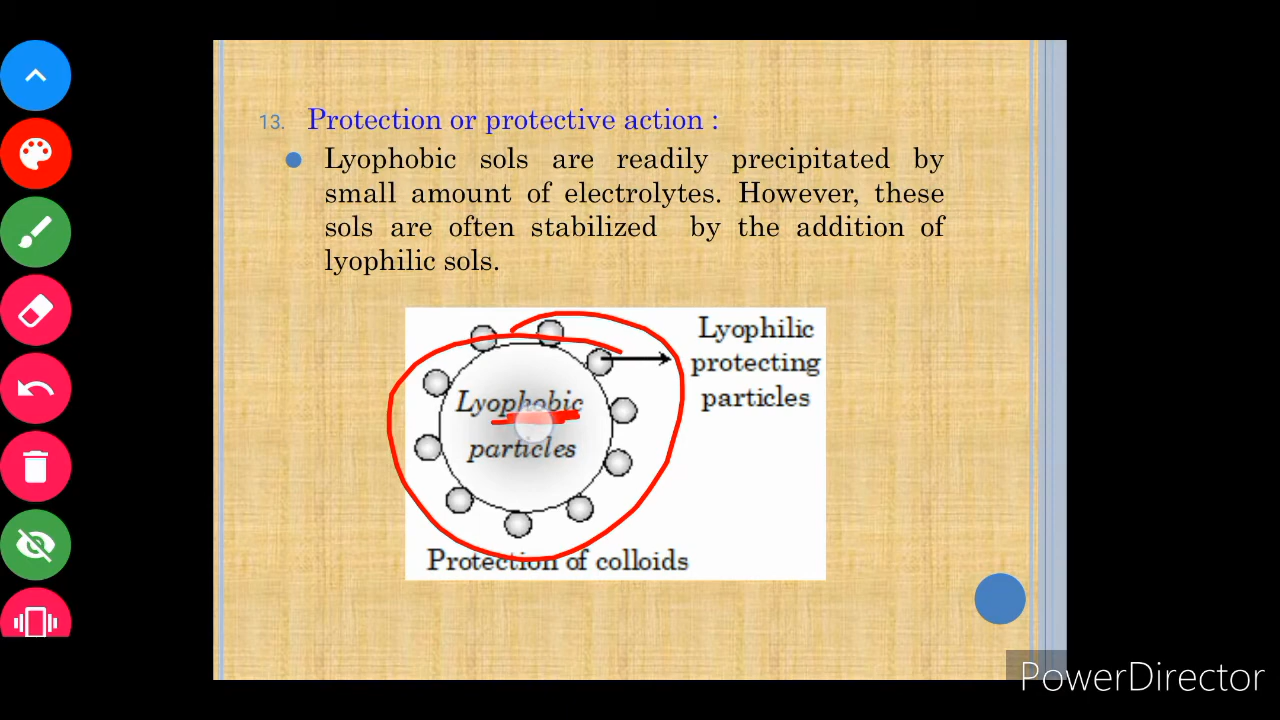 13. Protection or protective action :
Lyophobic sols are readily precipitated by
small amount of electrolytes. However, these
sols are often stabilized by the addition of
lyophilic sols.
Lyophilic
protecting
particles
Lyophobic
particles
Protection of colloids
PowerDirector